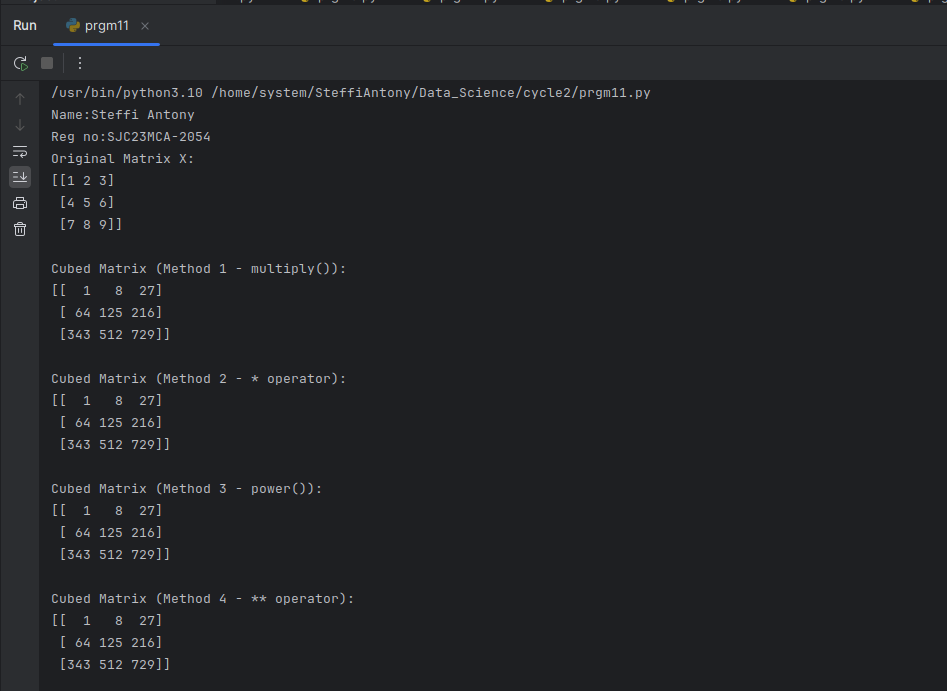 Run prgm11
/usr/bin/python3.10 /home/system/SteffiAntony/Data_Science/cycle2/prgm11.py
Name:Steffi Antony
Reg no:SJC23MCA-2054
Original Matrix X:
[[1 2 3]
 [4 5 6]
 [7 8 9]]

Cubed Matrix (Method 1 - multiply()):
[[  1   8  27]
 [ 64 125 216]
 [343 512 729]]

Cubed Matrix (Method 2 - * operator):
[[  1   8  27]
 [ 64 125 216]
 [343 512 729]]

Cubed Matrix (Method 3 - power()):
[[  1   8  27]
 [ 64 125 216]
 [343 512 729]]

Cubed Matrix (Method 4 - ** operator):
[[  1   8  27]
 [ 64 125 216]
 [343 512 729]]